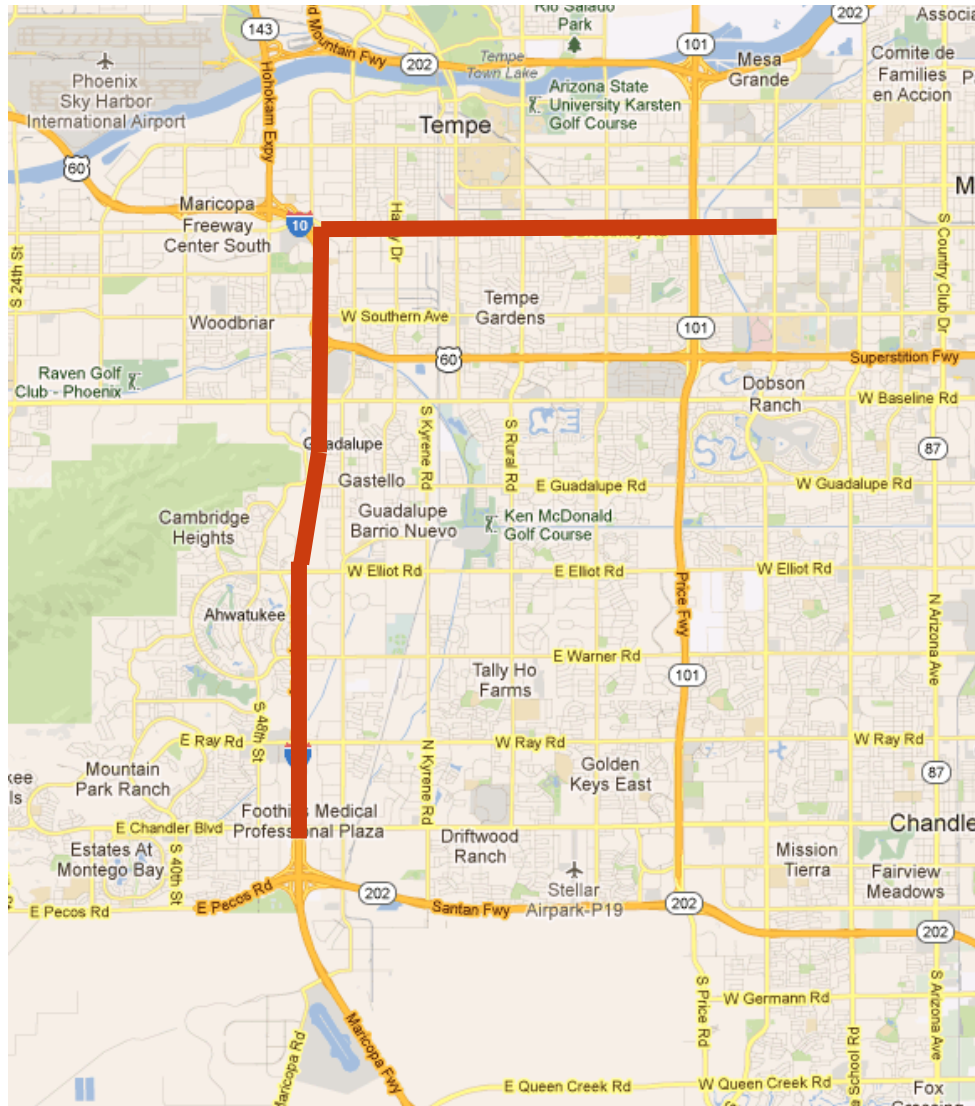 Rio Salado
Park
202
Associa
143
d Mountain Fwy
101
Mesa
Grande
Comite de
Families
en Accion
P
Phoenix
Sky Harbor
International Airport
Hohokam Expy
202
Tempe
Town Lake
Arizona State
University Karsten
Golf Course
Tempe
60
Maricopa
Freeway
Center South
10
Dr
M
S Country Club Dr
S 24th St
Woodbriar
W Southern Ave
Tempe
Gardens
101
60
Superstition Fwy
Raven Golf
Club - Phoenix
Dobson
Ranch
W Baseline Rd
S Kyrene Rd
S Rural Rd
Guadalupe
87
Gastello
E Guadalupe Rd
W Guadalupe Rd
Cambridge
Heights
Guadalupe
Barrio Nuevo
Ken McDonald
Golf Course
W Elliot Rd
E Elliot Rd
W Elliot Rd
Price Fwy
N Arizona Ave
Ahwatukee
E Warner Rd
Tally Ho
Farms
101
S 48th St
E Ray Rd
W Ray Rd
W Ray Rd
N Kyrene Rd
kee
ls
Mountain
Park Ranch
Golden
Keys East
87
Foothills Medical
Professional Plaza
E Chandler Blvd
Chandle
Driftwood
Ranch
Estates At
Montego Bay
S 40th St
Mission
Tierra
Fairview
Meadows
Stellar
Airpark-P19
E Pecos Rd
E Pecos Rd
202
Santan Fwy
202
202
S Price Rd
W Germann Rd
S Arizona Ave
Maricopa Rd
Maricopa Fwy
School Rd
E Queen Creek Rd
W Queen Creek Rd
Fox